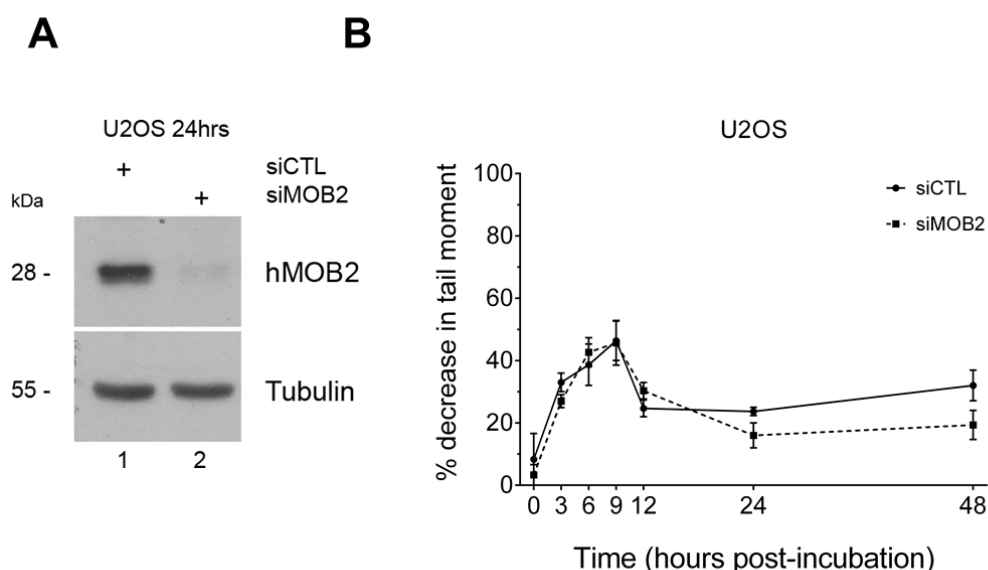 A
B
U2OS 24hrs
+ siCTL
+ siMOB2
kDa
28 - hMOB2
55 - Tubulin
1 2
U2OS
% decrease in tail moment
100
80
60
40
20
0
siCTL
siMOB2
0 3 6 9 12 24 48
Time (hours post-incubation)